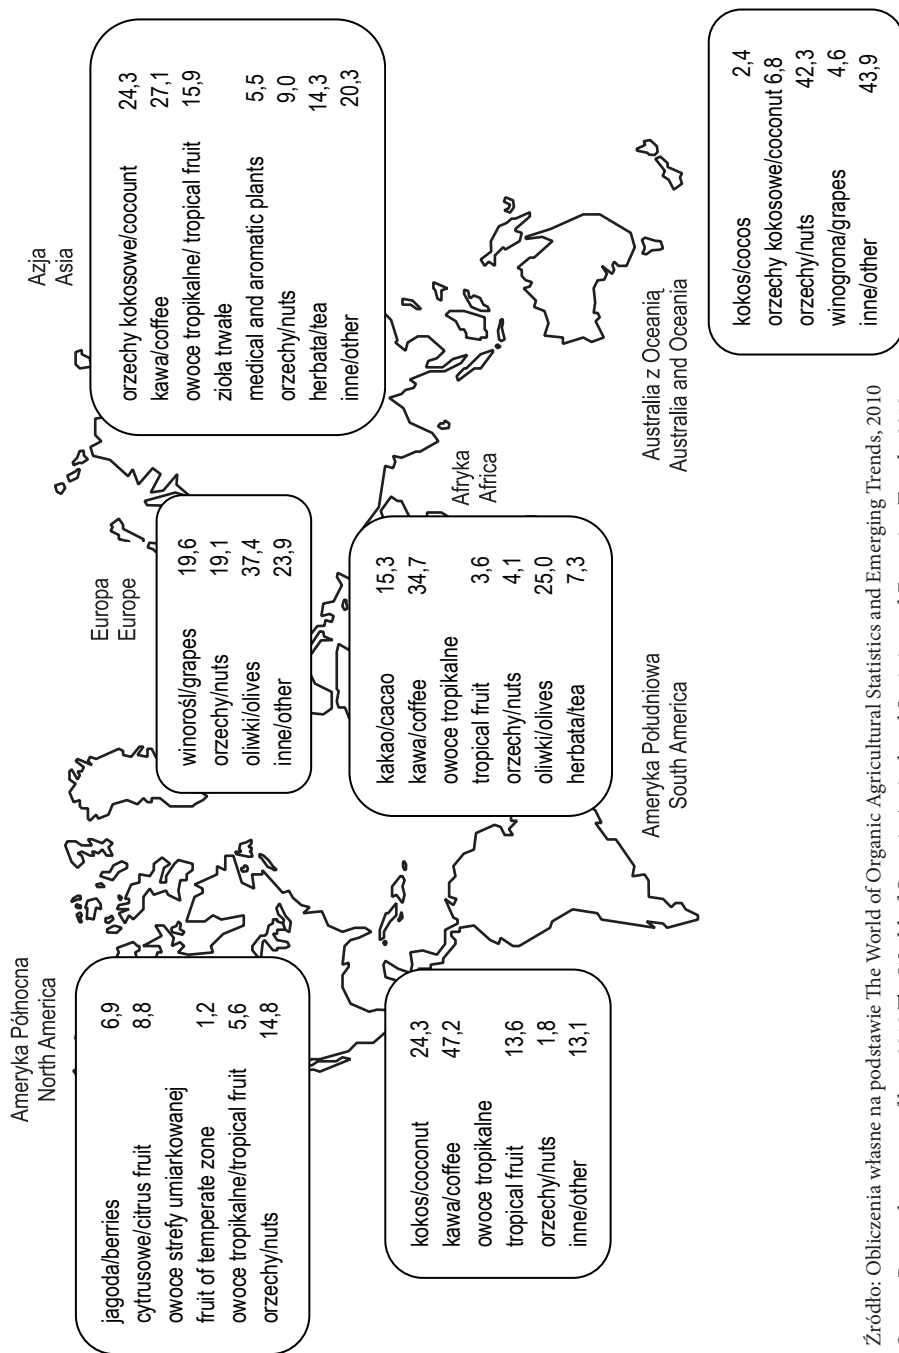 Ameryka Północna
North America
jagoda/berries 6,9
cytrusowe/citrus fruit 8,8
owoce strefy umiarkowanej
fruit of temperate zone 1,2
owoce tropikalne/tropical fruit 5,6
orzechy/nuts 14,8
kokos/coconut 24,3
kawa/coffee 47,2
owoce tropikalne
tropical fruit 13,6
orzechy/nuts 1,8
inne/other 13,1
Ameryka Południowa
South America
Europa
Europe
winorośl/grapes 19,6
orzechy/nuts 19,1
oliwki/olives 37,4
inne/other 23,9
kakao/cacao 15,3
kawa/coffee 34,7
owoce tropikalne
tropical fruit 3,6
orzechy/nuts 4,1
oliwki/olives 25,0
herbata/tea 7,3
Afryka
Africa
Azja
Asia
orzechy kokosowe/cocount 24,3
kawa/coffee 27,1
owoce tropikalne/ tropical fruit 15,9
zioła twałe
medical and aromatic plants 5,5
orzechy/nuts 9,0
herbata/tea 14,3
inne/other 20,3
Australia z Oceanią
Australia and Oceania
kokos/cocos 2,4
orzechy kokosowe/coconut 6,8
orzechy/nuts 42,3
winogrona/grapes 4,6
inne/other 43,9
Źródło: Obliczenia własne na podstawie The World of Organic Agricultural Statistics and Emerging Trends, 2010